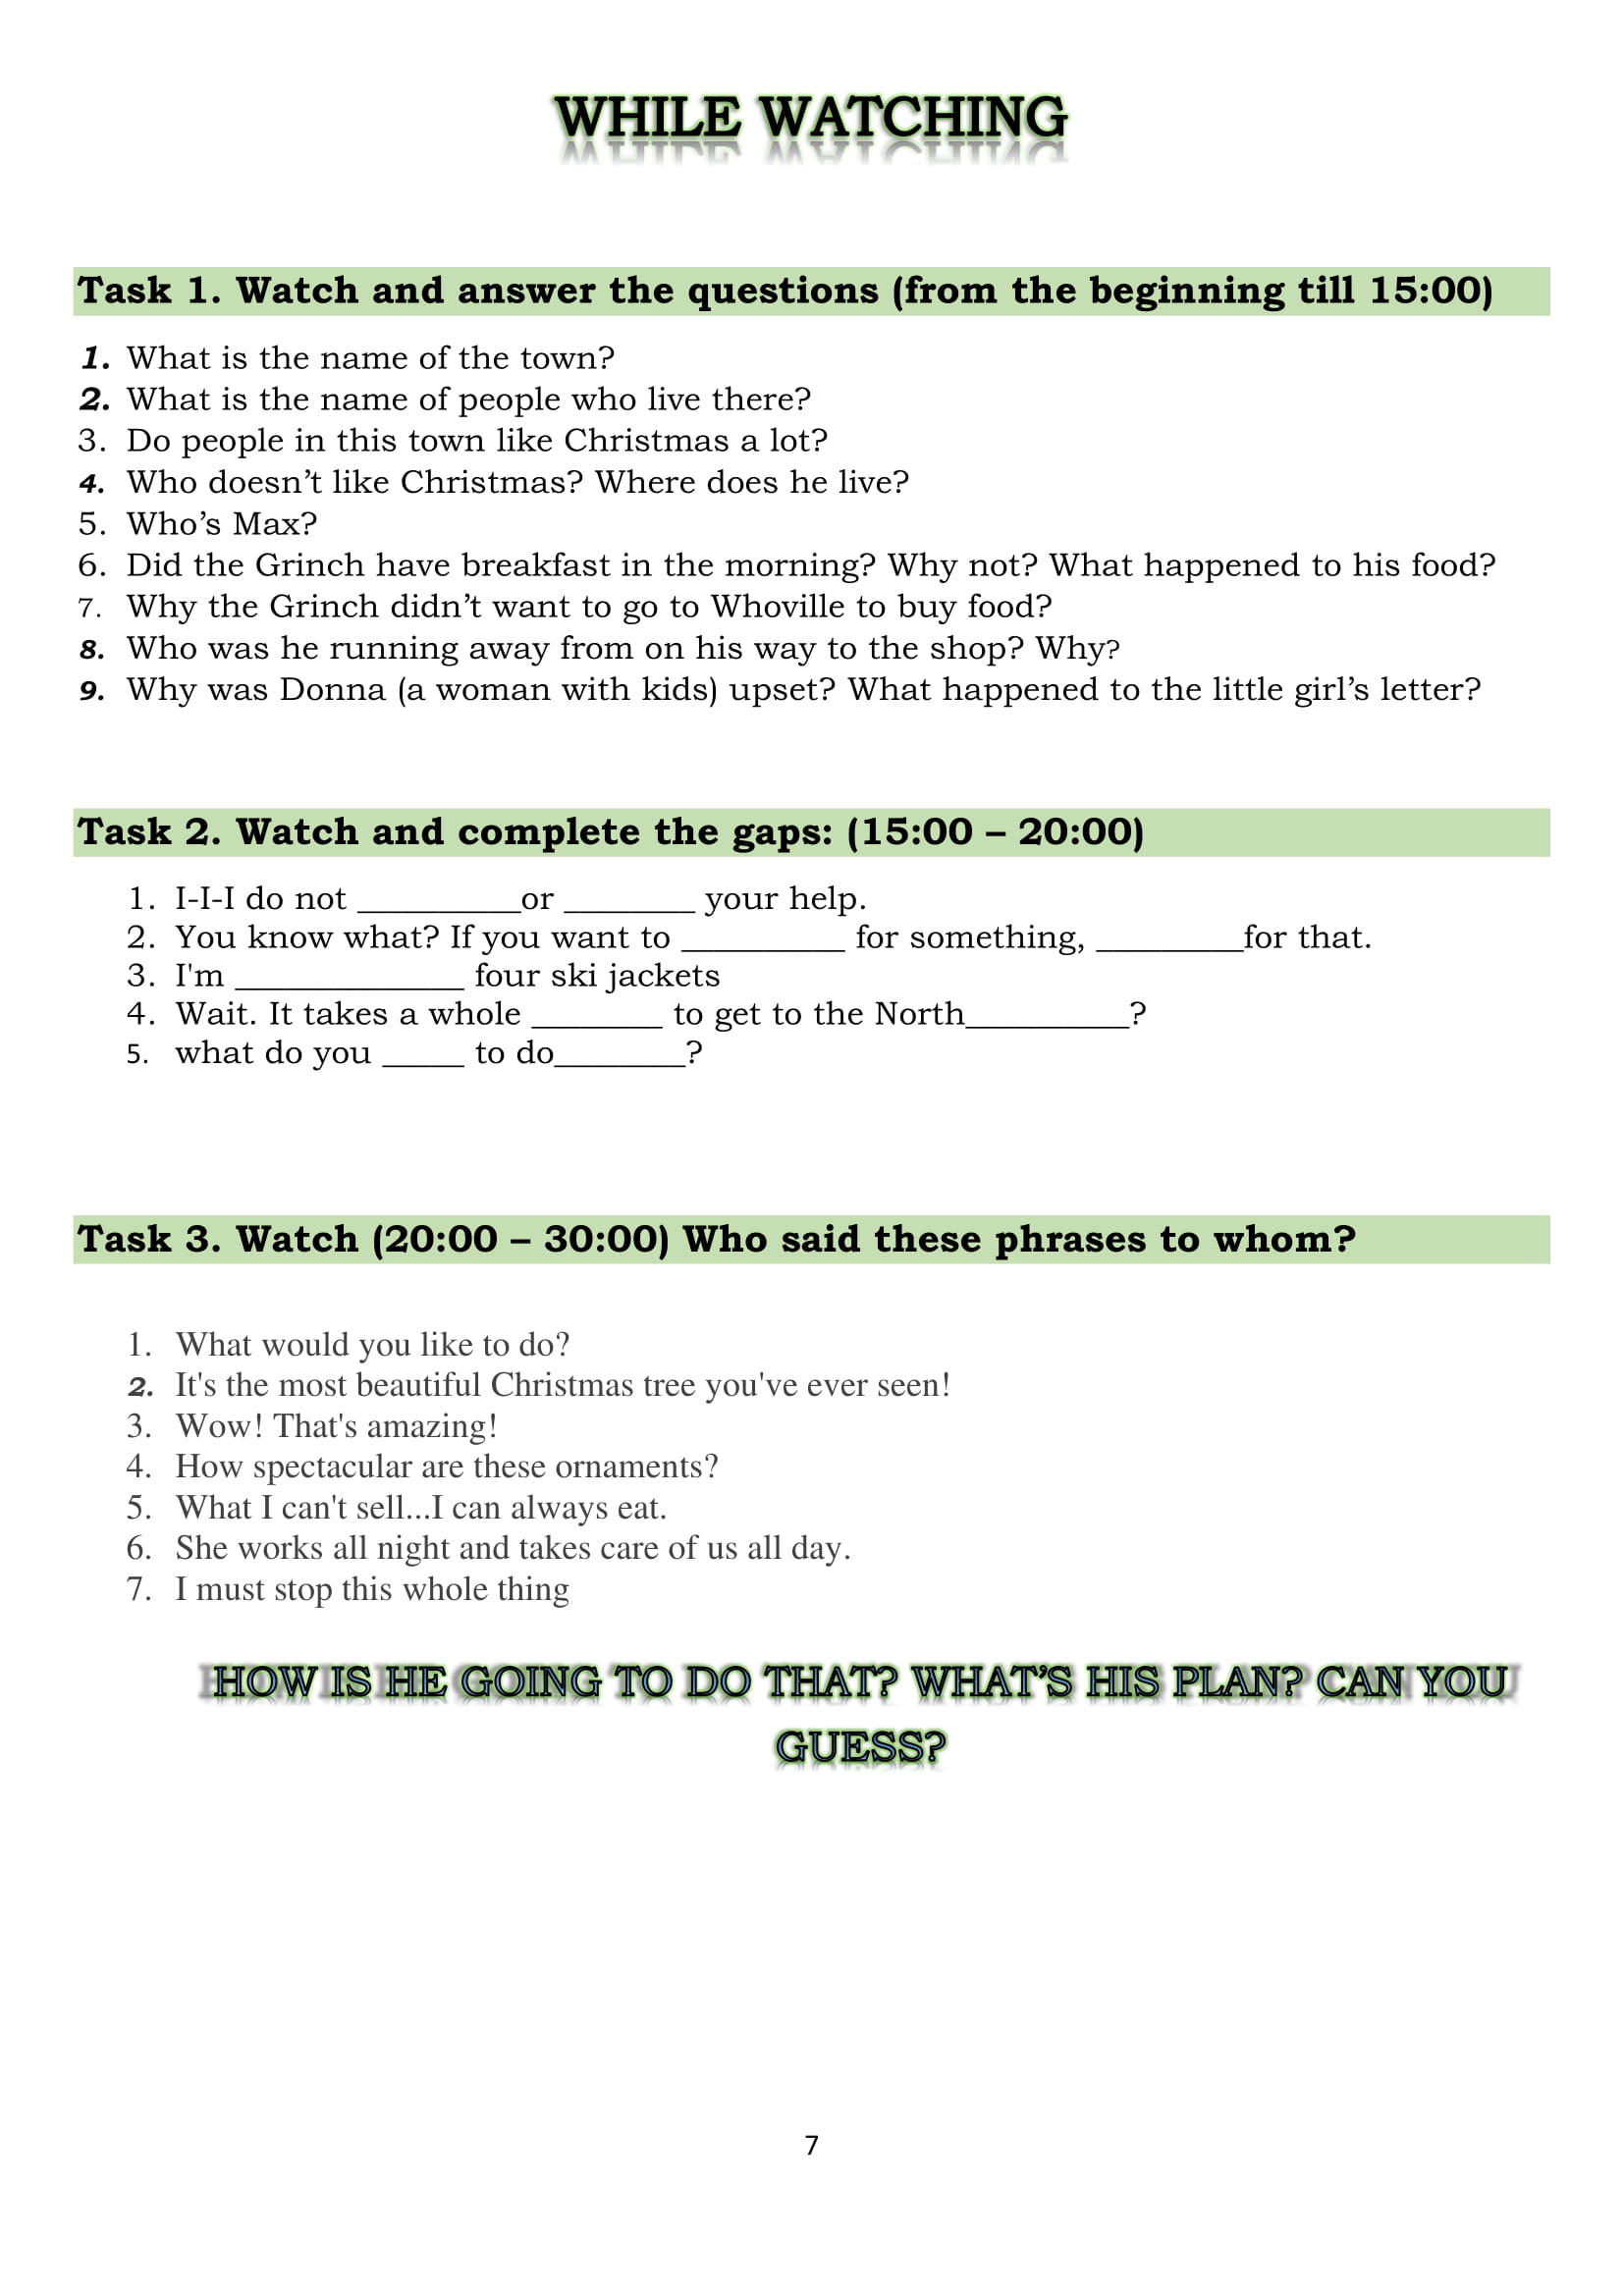 WHILE WATCHING
Task 1. Watch and answer the questions (from the beginning till 15:00)
1. What is the name of the town?
2. What is the name of people who live there?
3. Do people in this town like Christmas a lot?
4. Who doesn’t like Christmas? Where does he live?
5. Who’s Max?
6. Did the Grinch have breakfast in the morning? Why not? What happened to his food?
7. Why the Grinch didn’t want to go to Whoville to buy food?
8. Who was he running away from on his way to the shop? Why?
9. Why was Donna (a woman with kids) upset? What happened to the little girl’s letter?
Task 2. Watch and complete the gaps: (15:00 – 20:00)
1. I-I-I do not __________or ________ your help.
2. You know what? If you want to __________ for something, _________for that.
3. I'm ______________ four ski jackets
4. Wait. It takes a whole ________ to get to the North__________?
5. what do you _____ to do________?
Task 3. Watch (20:00 – 30:00) Who said these phrases to whom?
1. What would you like to do?
2. It's the most beautiful Christmas tree you've ever seen!
3. Wow! That's amazing!
4. How spectacular are these ornaments?
5. What I can't sell...I can always eat.
6. She works all night and takes care of us all day.
7. I must stop this whole thing
HOW IS HE GOING TO DO THAT? WHAT’S HIS PLAN? CAN YOU
GUESS?
7